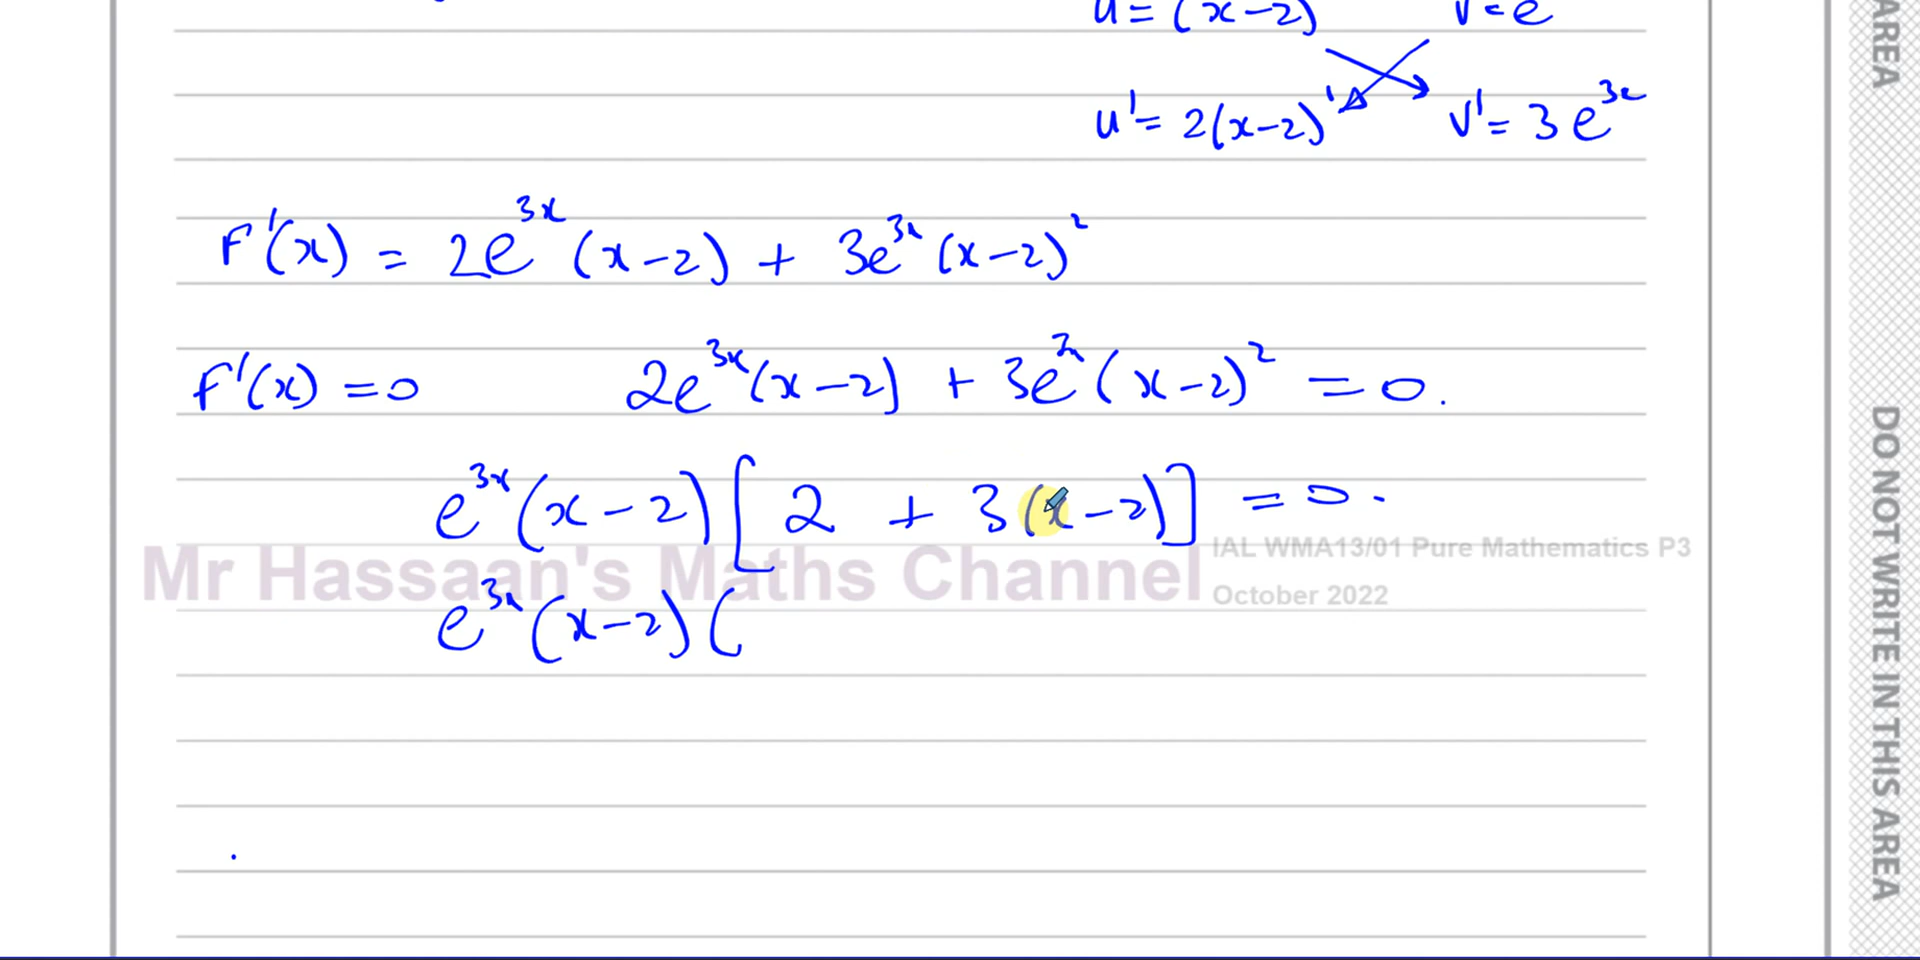 u = (x-2) v = e
u' = 2(x-2)' v' = 3e^3x
F'(x) = 2e^3x (x-2) + 3e^3x (x-2)^2
F'(x) = 0 2e^3x (x-2) + 3e^3x (x-2)^2 = 0.
e^3x (x-2) [2 + 3(x-2)] = 0.
Mr Hassaan's Maths Channel IAL WMA13/01 Pure Mathematics P3
October 2022
e^3x (x-2) (
AREA
DO NOT WRITE IN THIS AREA